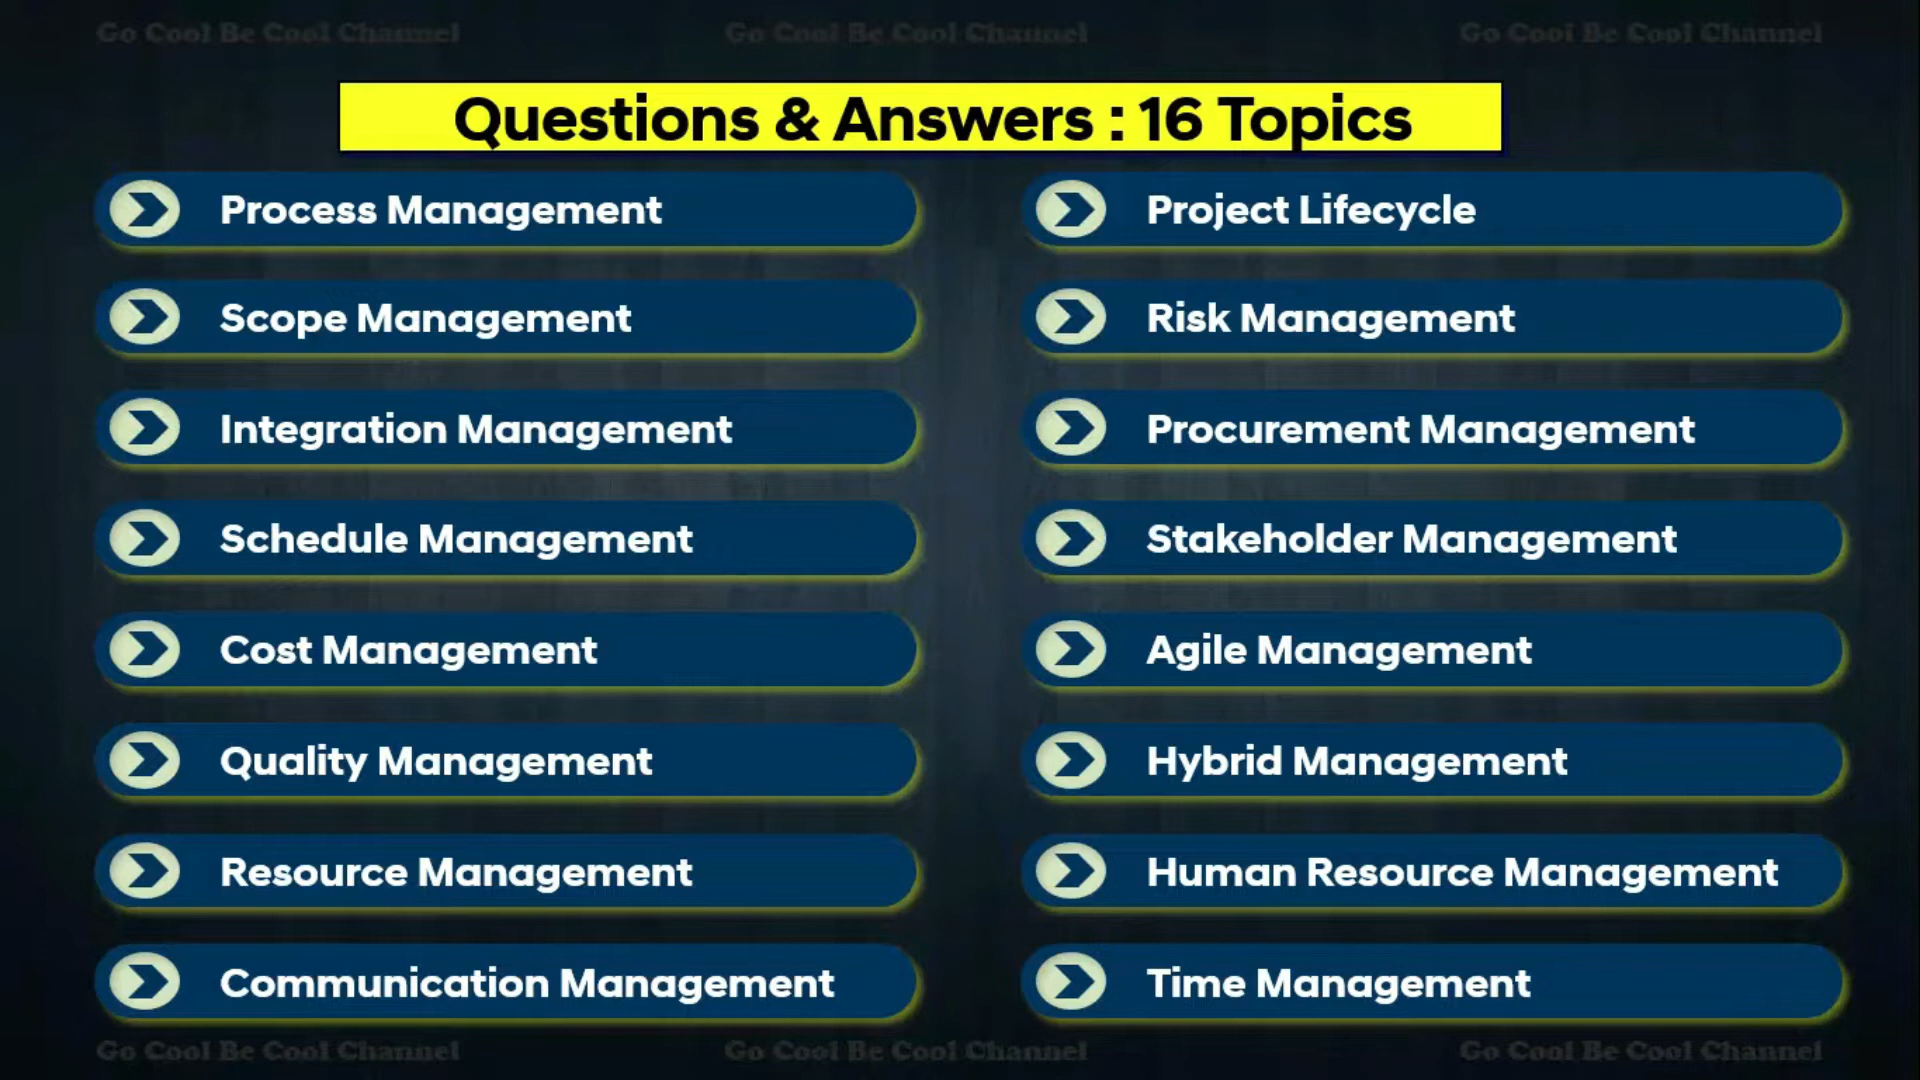 Go Cool Be Cool Channel Go Cool Be Cool Channel Go Cool Be Cool Channel
Questions & Answers : 16 Topics
Process Management
Scope Management
Integration Management
Schedule Management
Cost Management
Quality Management
Resource Management
Communication Management
Project Lifecycle
Risk Management
Procurement Management
Stakeholder Management
Agile Management
Hybrid Management
Human Resource Management
Time Management
Go Cool Be Cool Channel Go Cool Be Cool Channel Go Cool Be Cool Channel